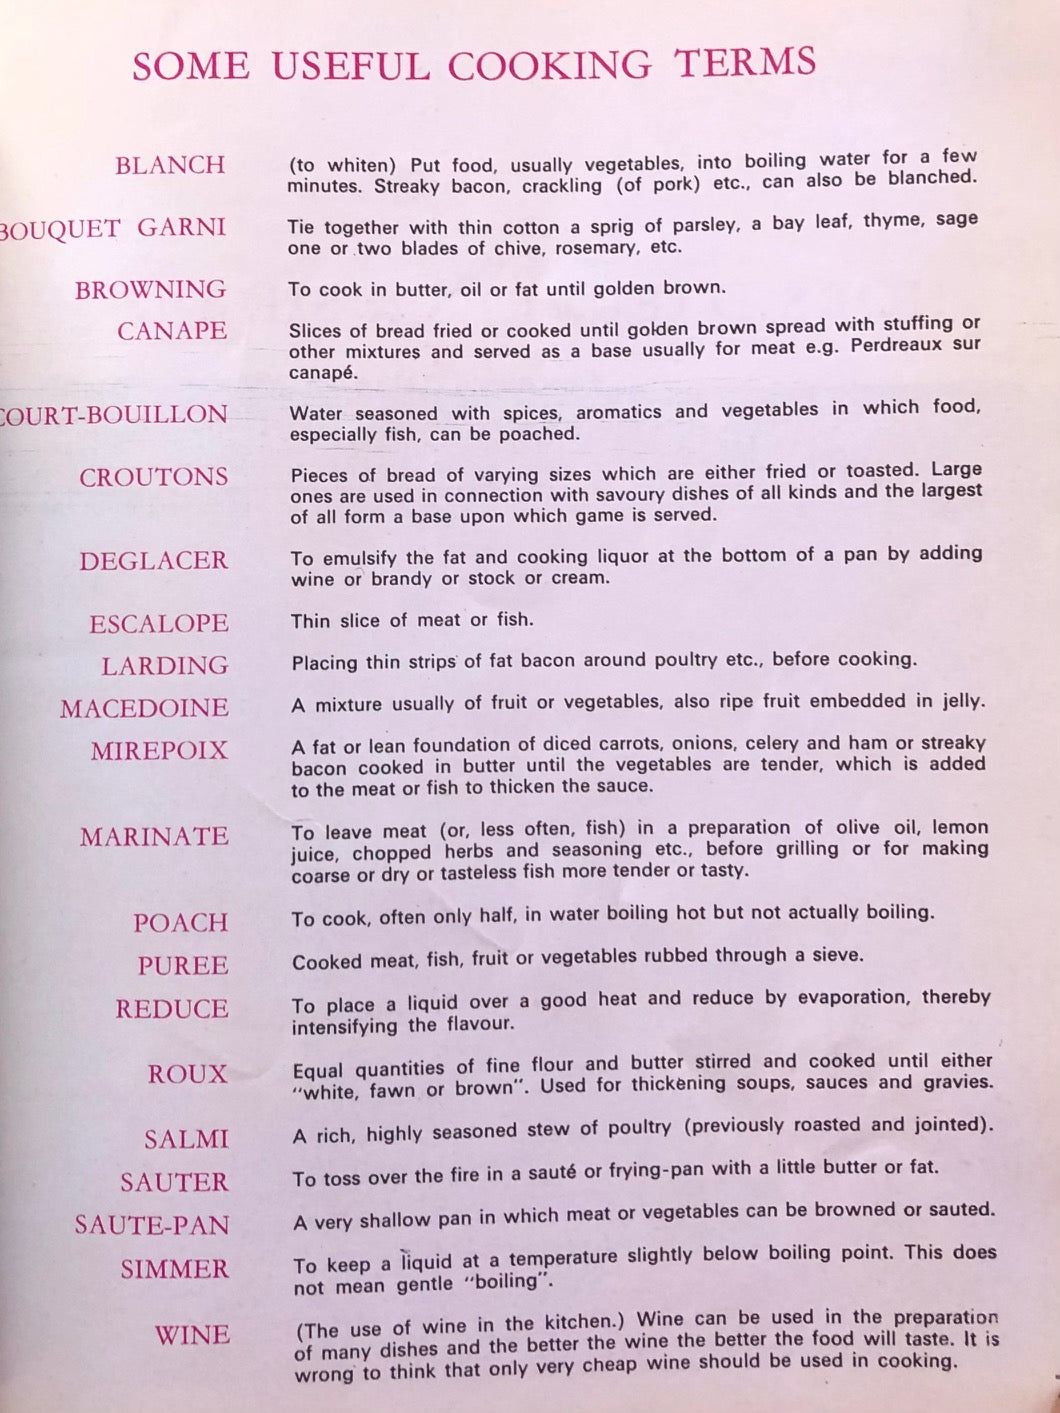 SOME USEFUL COOKING TERMS
BLANCH (to whiten) Put food, usually vegetables, into boiling water for a few
minutes. Streaky bacon, crackling (of pork) etc., can also be blanched.
BOUQUET GARNI Tie together with thin cotton a sprig of parsley, a bay leaf, thyme, sage
one or two blades of chive, rosemary, etc.
BROWNING To cook in butter, oil or fat until golden brown.
CANAPE Slices of bread fried or cooked until golden brown spread with stuffing or
other mixtures and served as a base usually for meat e.g. Perdreaux sur
canapé.
COURT-BOUILLON Water seasoned with spices, aromatics and vegetables in which food,
especially fish, can be poached.
CROUTONS Pieces of bread of varying sizes which are either fried or toasted. Large
ones are used in connection with savoury dishes of all kinds and the largest
of all form a base upon which game is served.
DEGLACER To emulsify the fat and cooking liquor at the bottom of a pan by adding
wine or brandy or stock or cream.
ESCALOPE Thin slice of meat or fish.
LARDING Placing thin strips of fat bacon around poultry etc., before cooking.
MACEDOINE A mixture usually of fruit or vegetables, also ripe fruit embedded in jelly.
MIREPOIX A fat or lean foundation of diced carrots, onions, celery and ham or streaky
bacon cooked in butter until the vegetables are tender, which is added
to the meat or fish to thicken the sauce.
MARINATE To leave meat (or, less often, fish) in a preparation of olive oil, lemon
juice, chopped herbs and seasoning etc., before grilling or for making
coarse or dry or tasteless fish more tender or tasty.
POACH To cook, often only half, in water boiling hot but not actually boiling.
PUREE Cooked meat, fish, fruit or vegetables rubbed through a sieve.
REDUCE To place a liquid over a good heat and reduce by evaporation, thereby
intensifying the flavour.
ROUX Equal quantities of fine flour and butter stirred and cooked until either
"white, fawn or brown". Used for thickening soups, sauces and gravies.
SALMI A rich, highly seasoned stew of poultry (previously roasted and jointed).
SAUTER To toss over the fire in a sauté or frying-pan with a little butter or fat.
SAUTE-PAN A very shallow pan in which meat or vegetables can be browned or sauted.
SIMMER To keep a liquid at a temperature slightly below boiling point. This does
not mean gentle "boiling".
WINE (The use of wine in the kitchen.) Wine can be used in the preparation
of many dishes and the better the wine the better the food will taste. It is
wrong to think that only very cheap wine should be used in cooking.